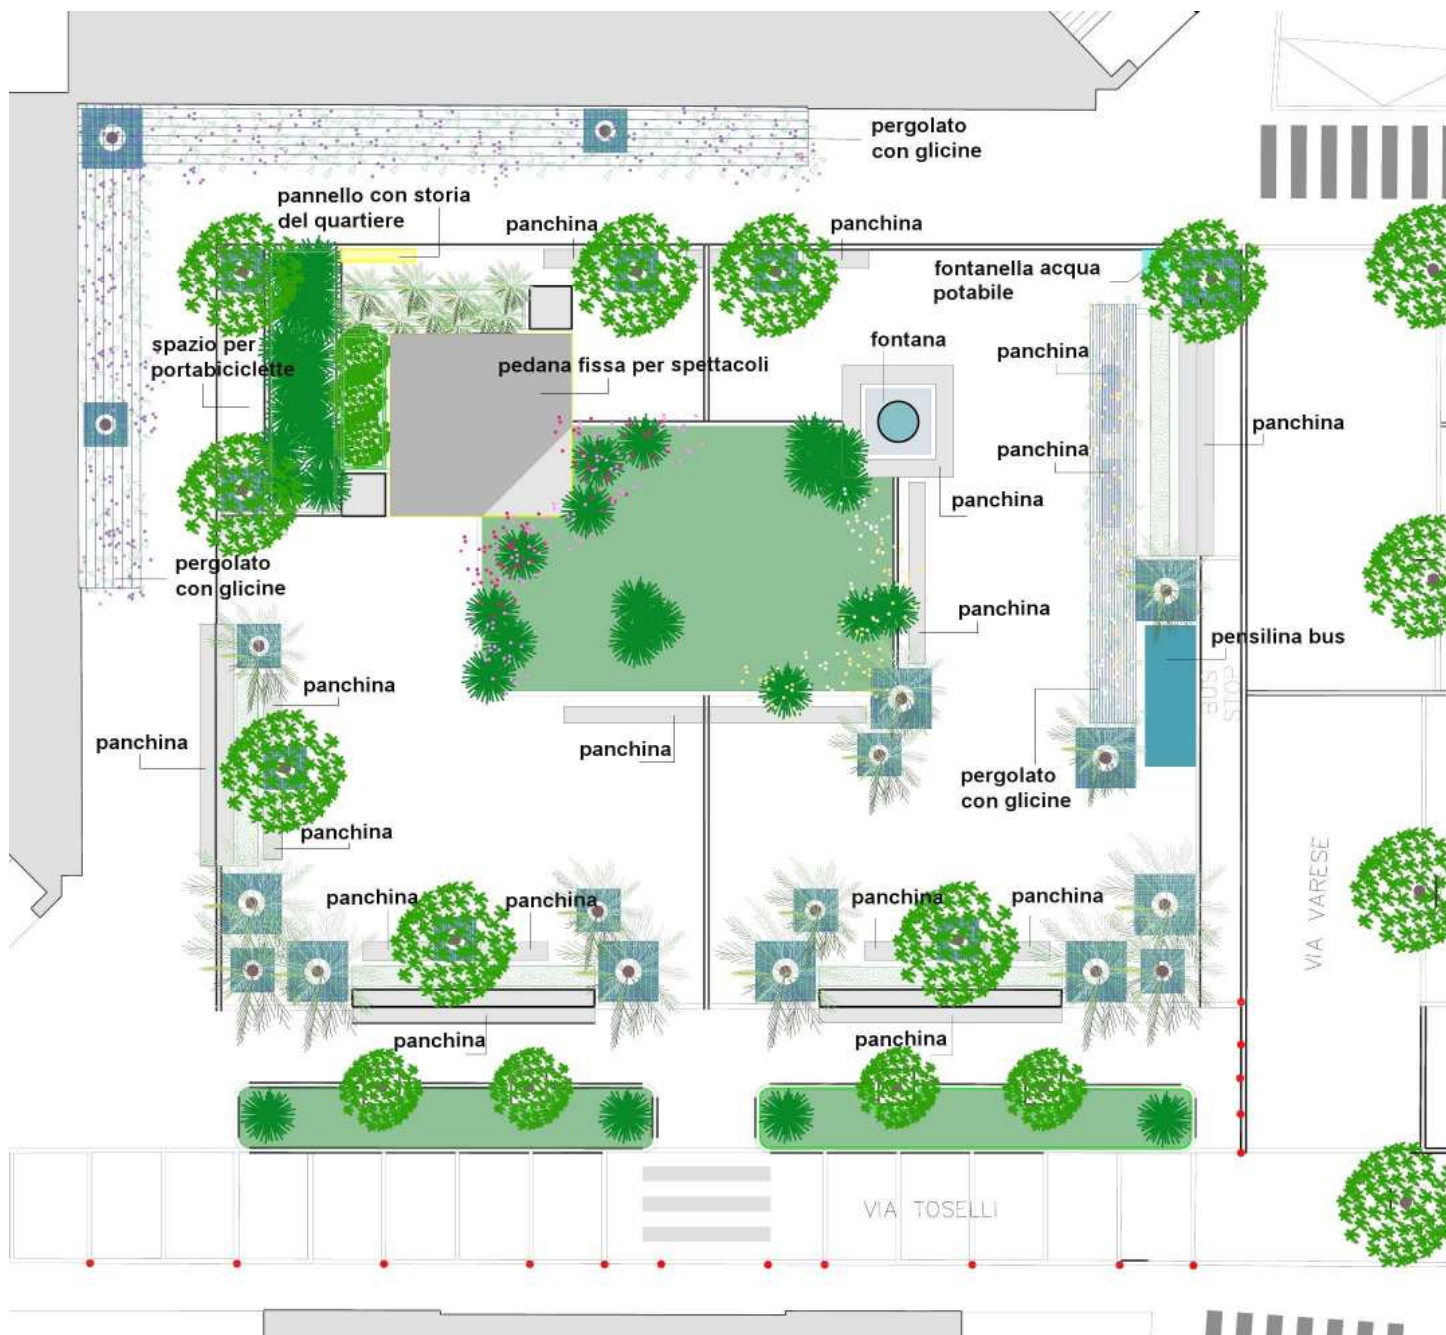 pergolato
con glicine
pannello con storia
del quartiere
panchina
panchina
fontanella acqua
potabile
spazio per
portabiciclette
pedana fissa per spettacoli
fontana
panchina
panchina
panchina
panchina
pergolato
con glicine
panchina
pensilina bus
BUS
STOP
panchina
panchina
panchina
pergolato
con glicine
panchina
panchina
panchina
panchina
panchina
panchina
panchina
VIA VARESE
VIA TOSELLI